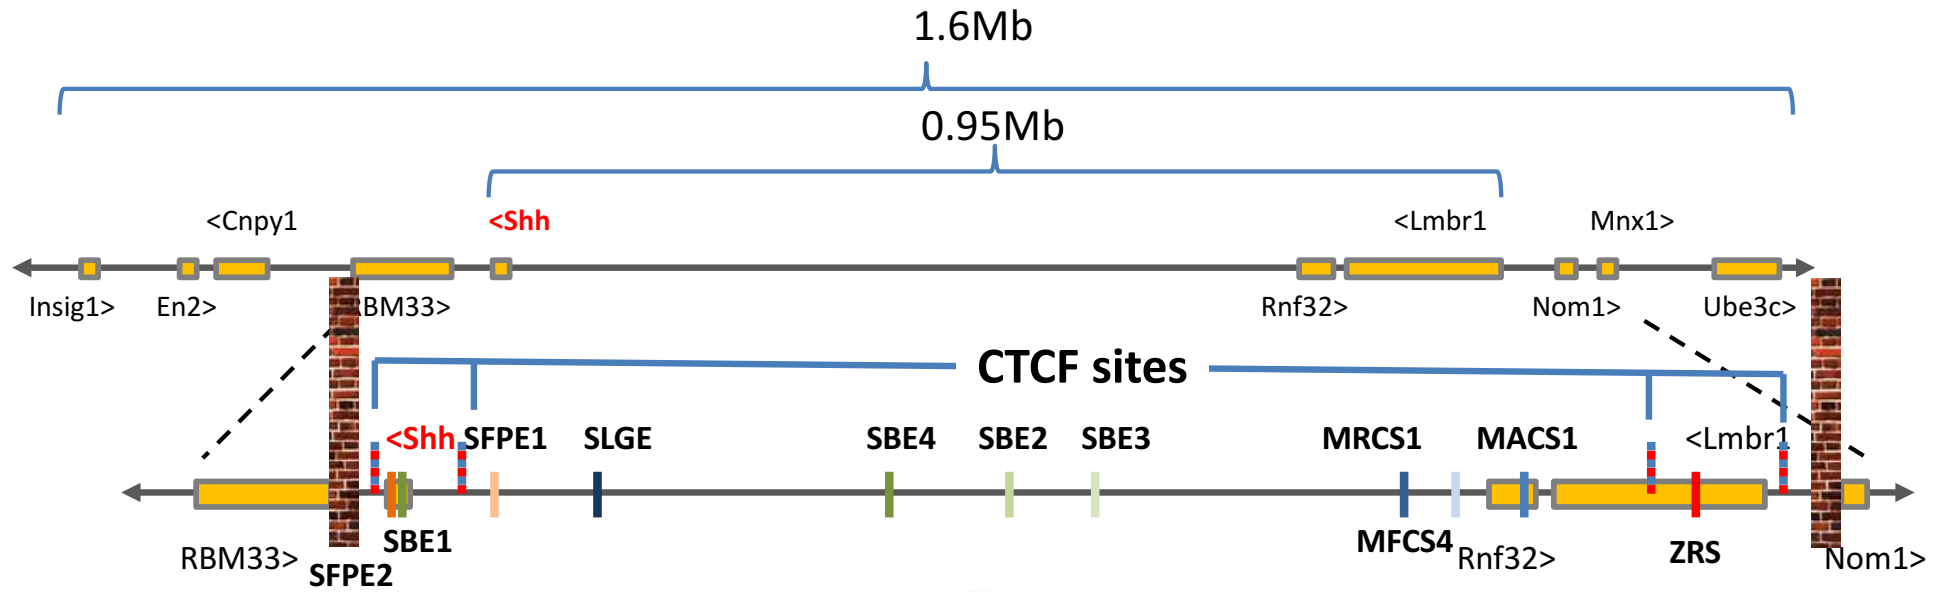 1.6Mb
0.95Mb
<Cnpy1
<Shh
<Lmbr1
Mnx1>
Insig1>
En2>
RBM33>
Rnf32>
Nom1>
Ube3c>
CTCF sites
<Shh
SFPE1
SLGE
SBE4
SBE2
SBE3
MRCS1
MACS1
<Lmbr1
RBM33>
SFPE2
SBE1
MFCS4
Rnf32>
ZRS
Nom1>